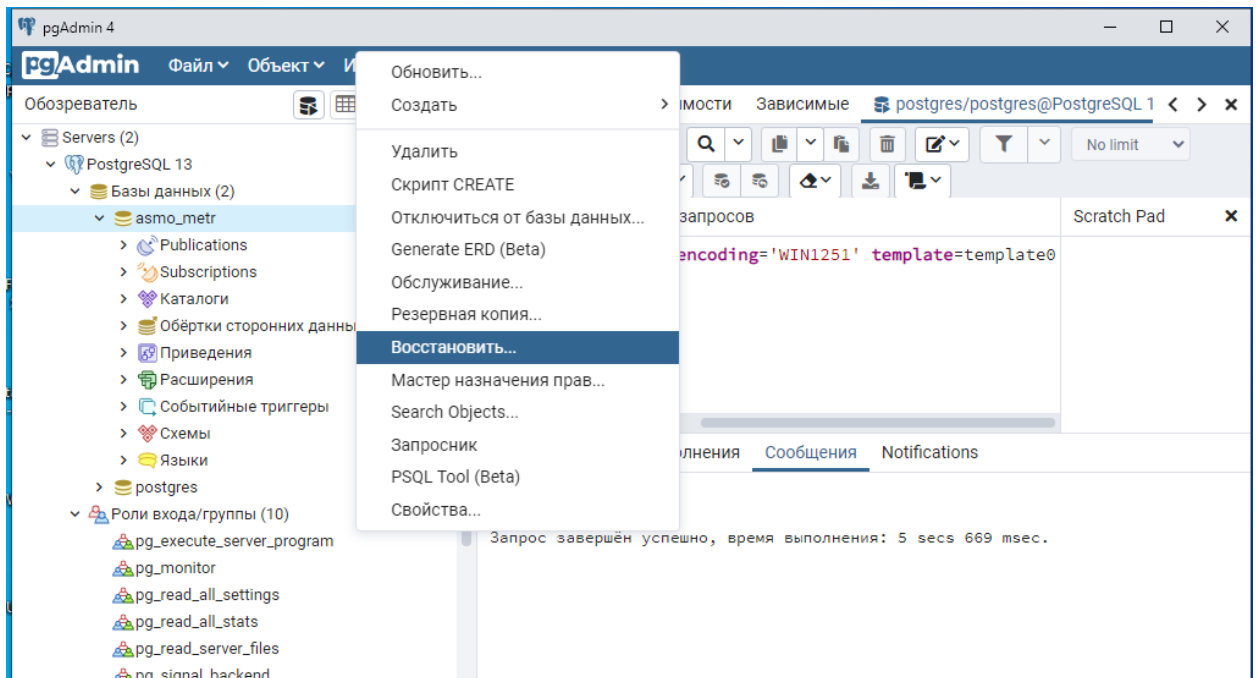 pgAdmin 4
pgAdmin Файл Объект
Обозреватель
Servers (2)
PostgreSQL 13
Базы данных (2)
asmo_metr
Publications
Subscriptions
Каталоги
Обёртки сторонних данны
Приведения
Расширения
Событийные триггеры
Схемы
Языки
postgres
Роли входа/группы (10)
pg_execute_server_program
pg_monitor
pg_read_all_settings
pg_read_all_stats
pg_read_server_files
pg_signal_backend
Обновить...
Создать
Удалить
Скрипт CREATE
Отключиться от базы данных...
Generate ERD (Beta)
Обслуживание...
Резервная копия...
Восстановить...
Мастер назначения прав...
Search Objects...
Запросник
PSQL Tool (Beta)
Свойства...
имости Зависимые postgres/postgres@PostgreSQL 1
No limit
запросов Scratch Pad
encoding='WIN1251' template=template0
лнения Сообщения Notifications
Запрос завершён успешно, время выполнения: 5 secs 669 msec.